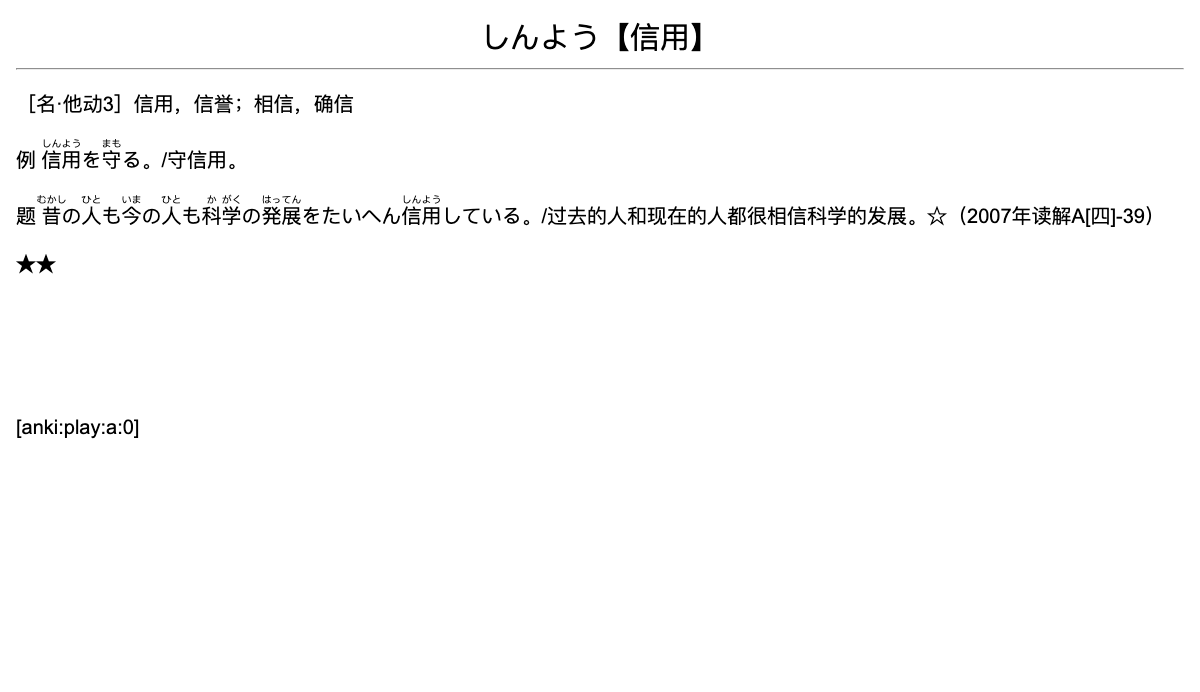 しんよう【信用】
［名·他动3］信用，信誉；相信，确信
しんよう まも
例 信用を守る。/守信用。
むかし ひと いま ひと か がく はってん しんよう
题 昔の人も今の人も科学の発展をたいへん信用している。/过去的人和现在的人都很相信科学的发展。☆（2007年读解A[四]-39）
★★
[anki:play:a:0]